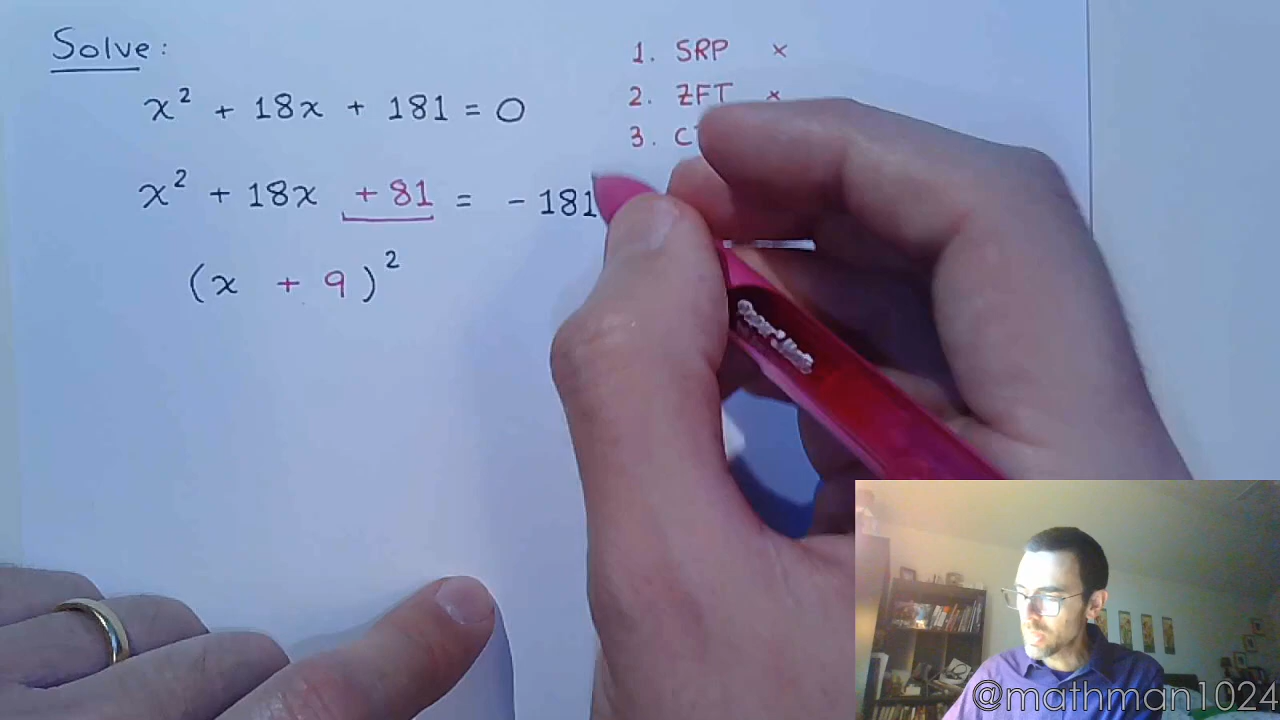 Solve:
x² + 18x + 181 = 0
x² + 18x + 81 = - 181
(x + 9)²
1. SRP ×
2. ZFT ×
3. C
@mathman1024